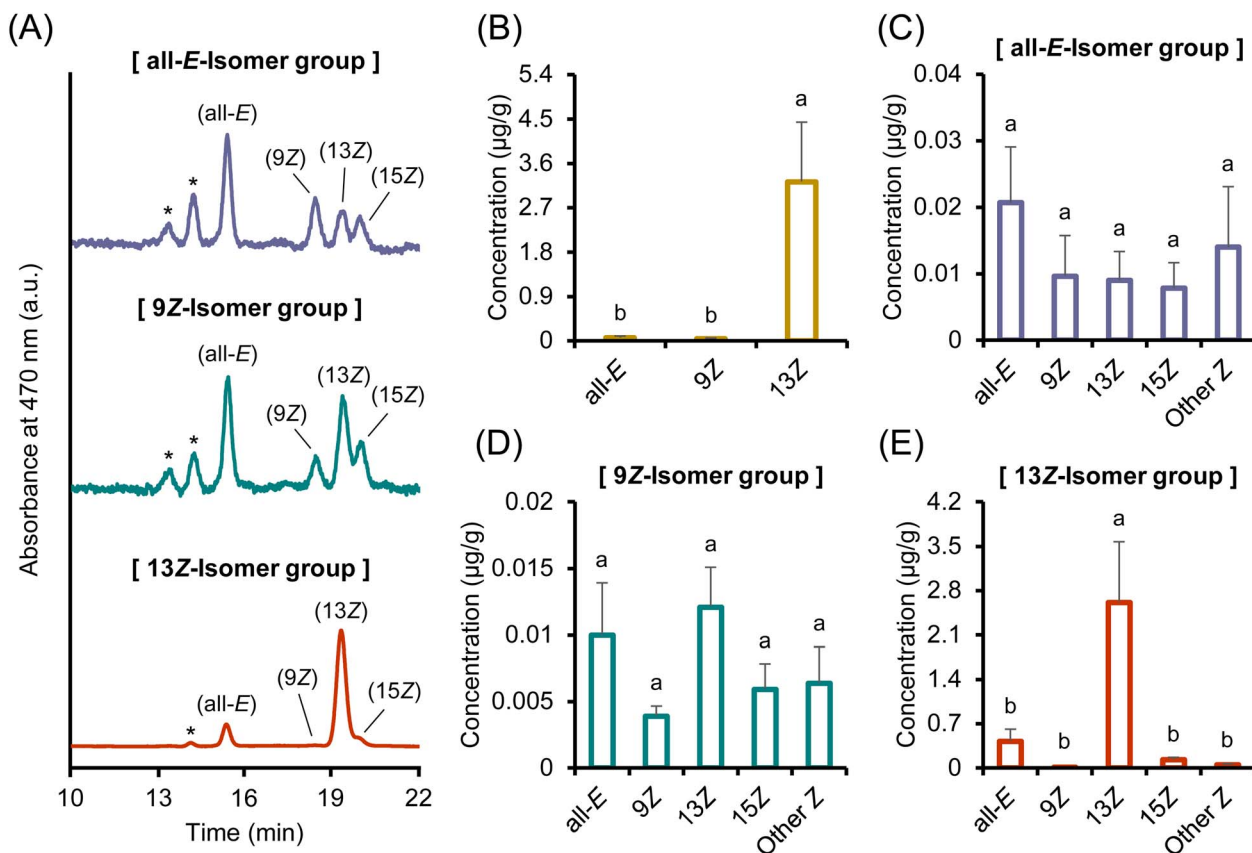 (A)
[ all-E-Isomer group ]
(all-E)
(9Z)
(13Z)
(15Z)
*
*
[ 9Z-Isomer group ]
(all-E)
(13Z)
(9Z)
(15Z)
*
*
[ 13Z-Isomer group ]
(13Z)
(all-E)
(9Z)
(15Z)
*
Absorbance at 470 nm (a.u.)
10 13 16 19 22
Time (min)
(B)
Concentration (µg/g)
5.4
4.5
3.6
2.7
1.8
0.9
0
b b a
all-E 9Z 13Z
(C)
[ all-E-Isomer group ]
Concentration (µg/g)
0.04
0.03
0.02
0.01
0
a a a a a
all-E 9Z 13Z 15Z Other Z
(D)
[ 9Z-Isomer group ]
Concentration (µg/g)
0.02
0.015
0.01
0.005
0
a a a a a
all-E 9Z 13Z 15Z Other Z
(E)
[ 13Z-Isomer group ]
Concentration (µg/g)
4.2
3.5
2.8
2.1
1.4
0.7
0
b b a b b
all-E 9Z 13Z 15Z Other Z